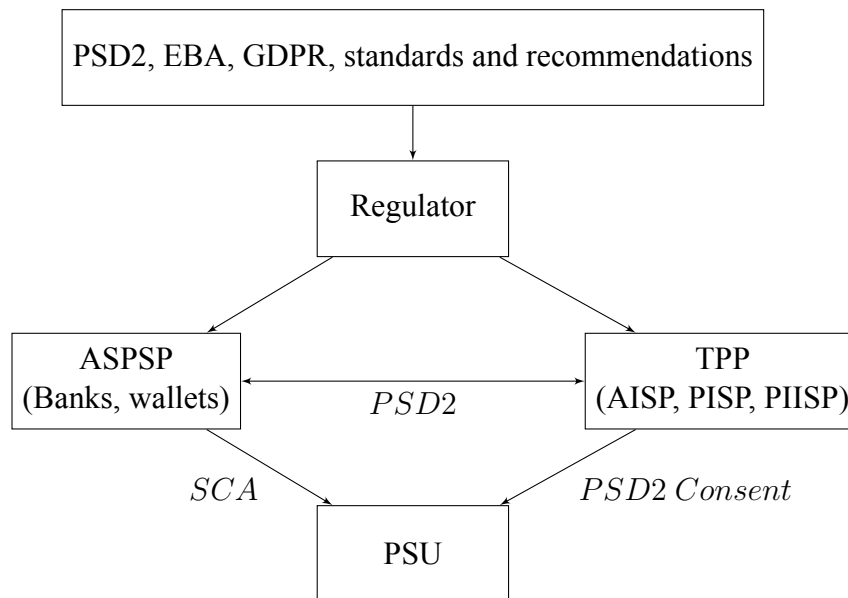 PSD2, EBA, GDPR, standards and recommendations
Regulator
ASPSP
(Banks, wallets)
TPP
(AISP, PISP, PIISP)
PSD2
SCA
PSD2 Consent
PSU